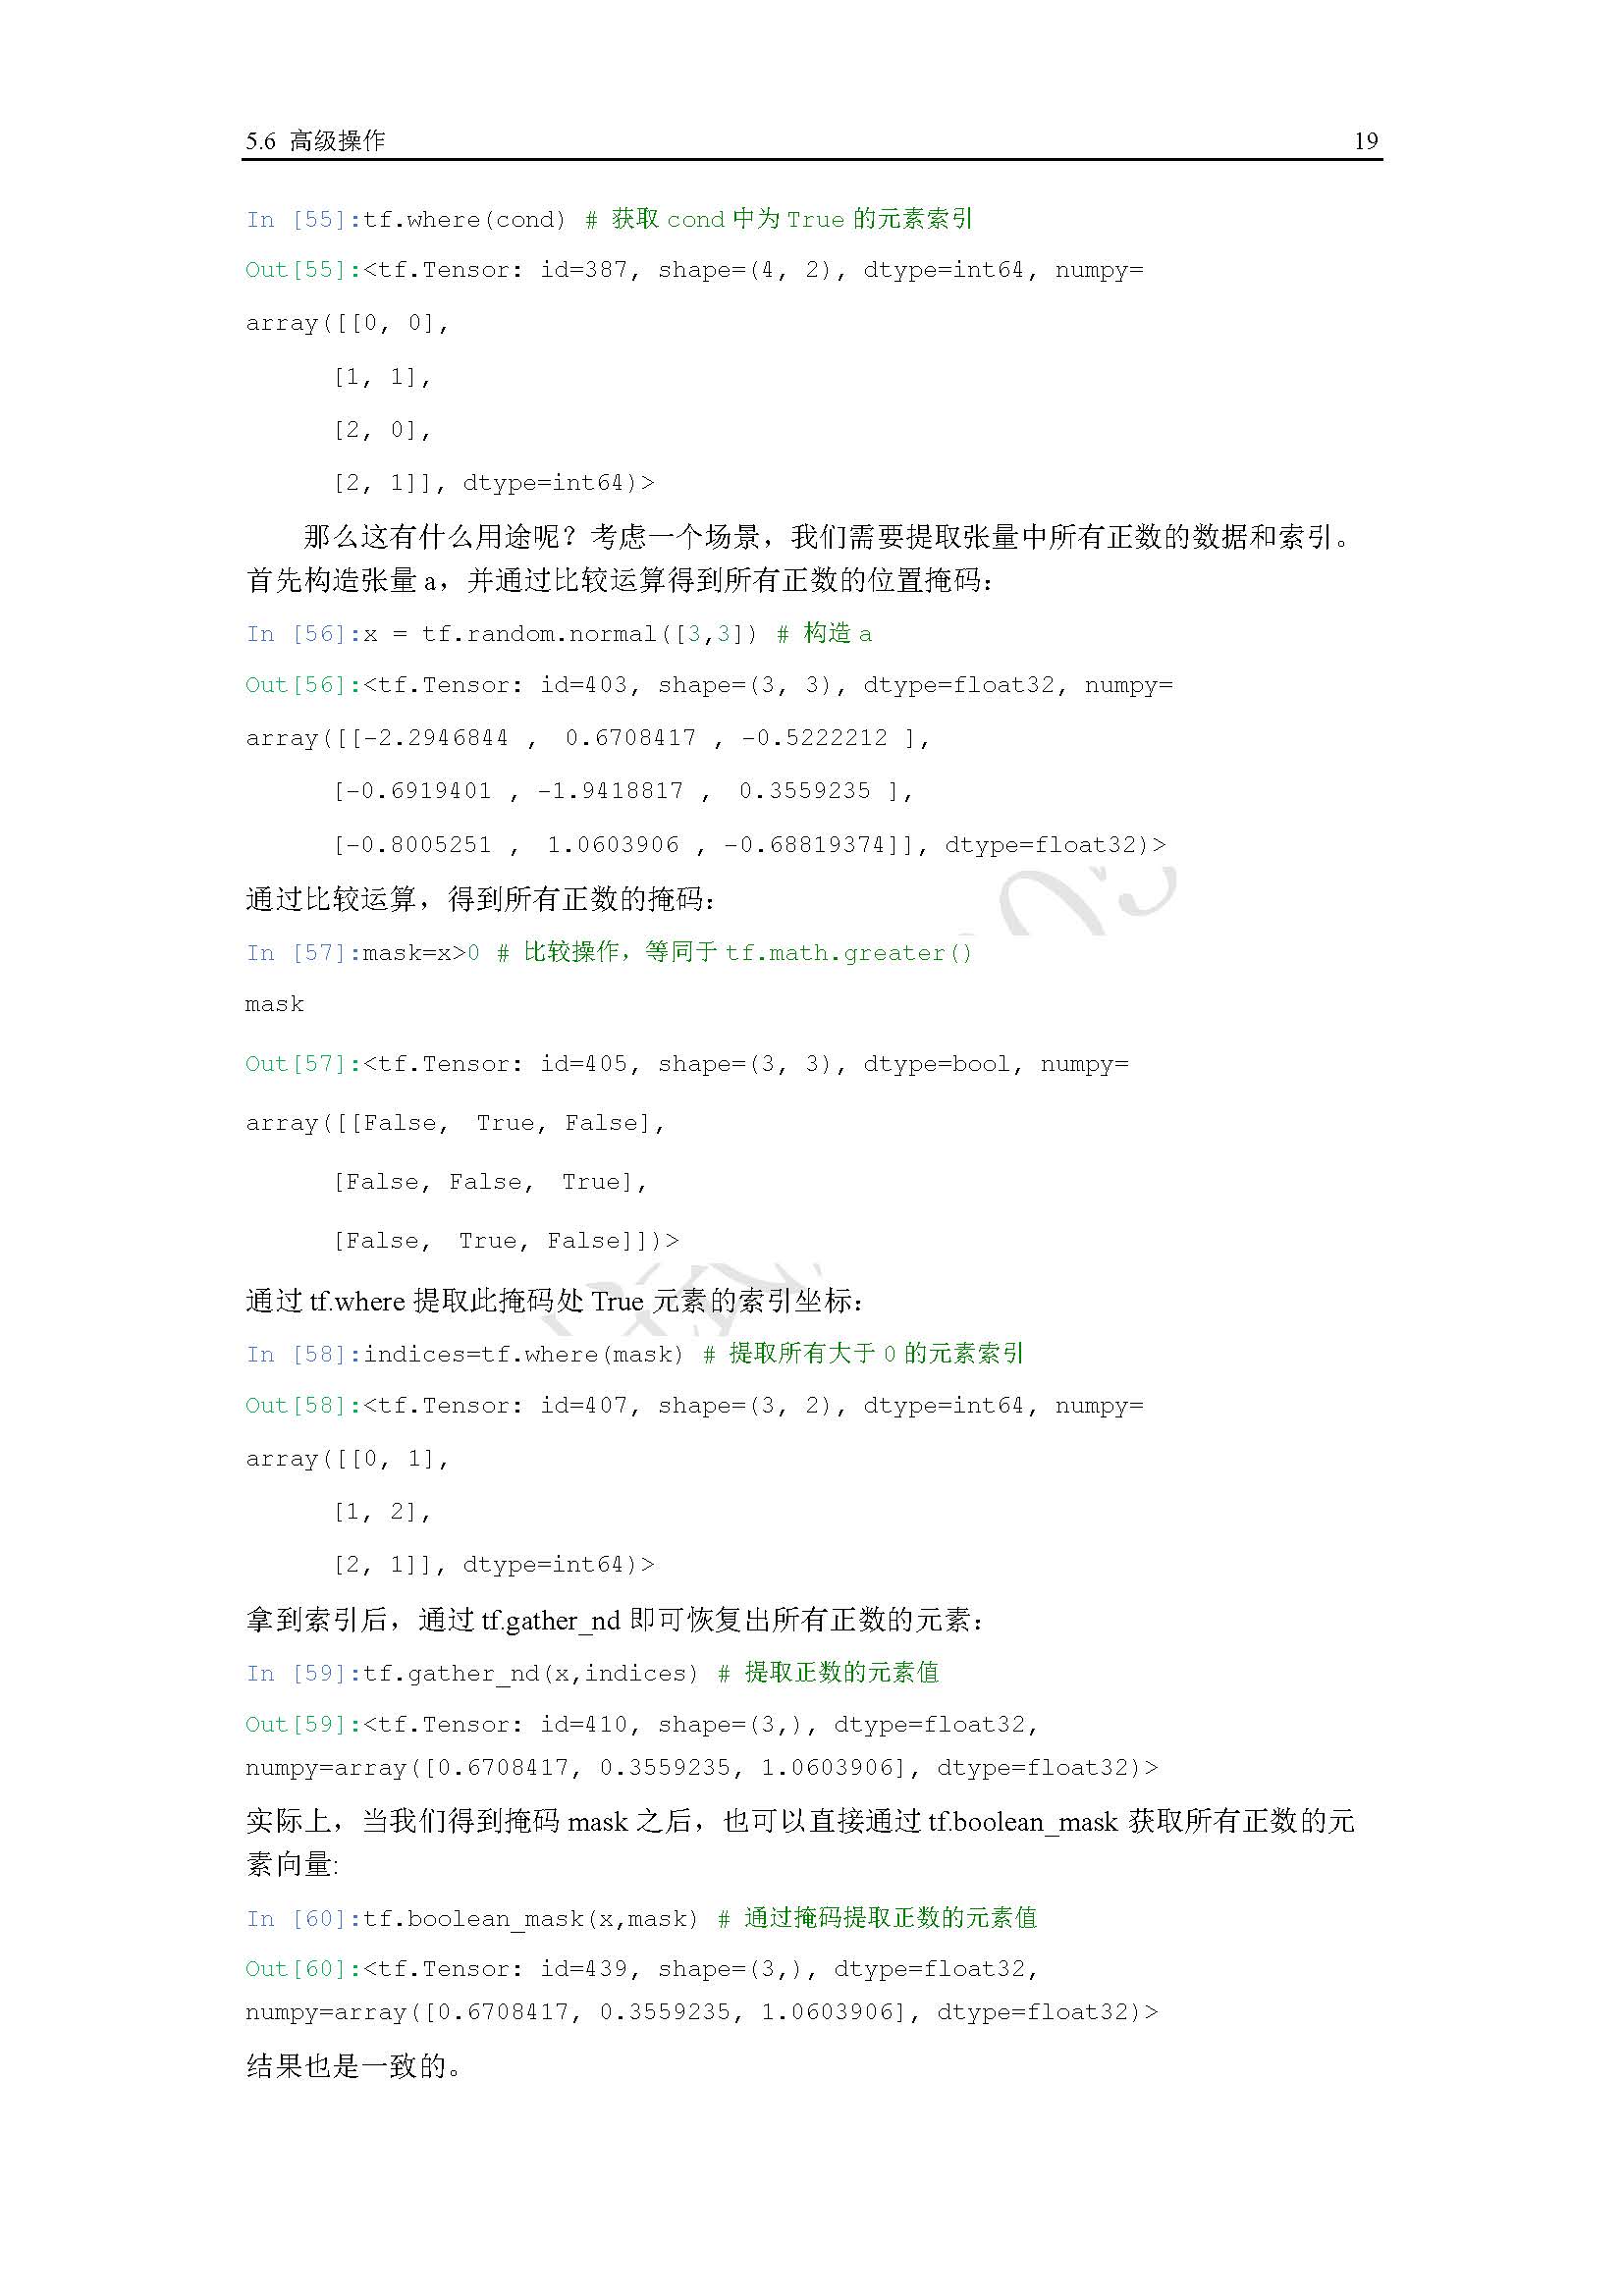 5.6 高级操作 19
In [55]:tf.where(cond) # 获取 cond 中为 True 的元素索引
Out[55]:<tf.Tensor: id=387, shape=(4, 2), dtype=int64, numpy=
array([[0, 0],
[1, 1],
[2, 0],
[2, 1]], dtype=int64)>
那么这有什么用途呢？考虑一个场景，我们需要提取张量中所有正数的数据和索引。
首先构造张量 a，并通过比较运算得到所有正数的位置掩码：
In [56]:x = tf.random.normal([3,3]) # 构造 a
Out[56]:<tf.Tensor: id=403, shape=(3, 3), dtype=float32, numpy=
array([[-2.2946844 , 0.6708417 , -0.5222212 ],
[-0.6919401 , -1.9418817 , 0.3559235 ],
[-0.8005251 , 1.0603906 , -0.68819374]], dtype=float32)>
通过比较运算，得到所有正数的掩码：
In [57]:mask=x>0 # 比较操作，等同于 tf.math.greater()
mask
Out[57]:<tf.Tensor: id=405, shape=(3, 3), dtype=bool, numpy=
array([[False, True, False],
[False, False, True],
[False, True, False]])>
通过 tf.where 提取此掩码处 True 元素的索引坐标：
In [58]:indices=tf.where(mask) # 提取所有大于 0 的元素索引
Out[58]:<tf.Tensor: id=407, shape=(3, 2), dtype=int64, numpy=
array([[0, 1],
[1, 2],
[2, 1]], dtype=int64)>
拿到索引后，通过 tf.gather_nd 即可恢复出所有正数的元素：
In [59]:tf.gather_nd(x,indices) # 提取正数的元素值
Out[59]:<tf.Tensor: id=410, shape=(3,), dtype=float32,
numpy=array([0.6708417, 0.3559235, 1.0603906], dtype=float32)>
实际上，当我们得到掩码 mask 之后，也可以直接通过 tf.boolean_mask 获取所有正数的元
素向量:
In [60]:tf.boolean_mask(x,mask) # 通过掩码提取正数的元素值
Out[60]:<tf.Tensor: id=439, shape=(3,), dtype=float32,
numpy=array([0.6708417, 0.3559235, 1.0603906], dtype=float32)>
结果也是一致的。